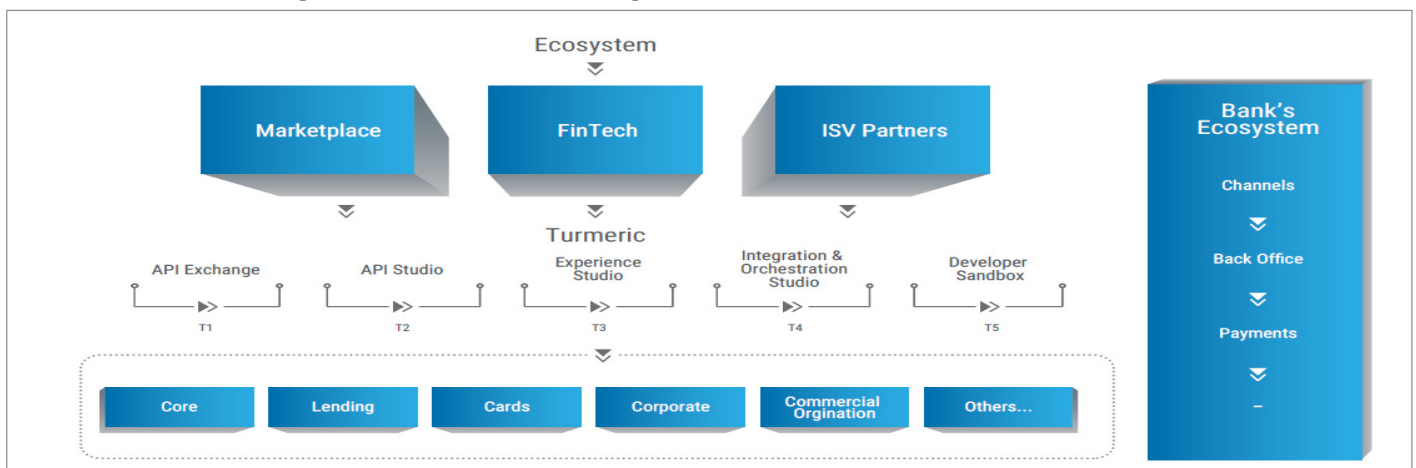 Ecosystem
Marketplace
FinTech
ISV Partners
Turmeric
API Exchange
T1
API Studio
T2
Experience
Studio
T3
Integration &
Orchestration
Studio
T4
Developer
Sandbox
T5
Core
Lending
Cards
Corporate
Commercial
Orgination
Others...
Bank's
Ecosystem
Channels
Back Office
Payments
–